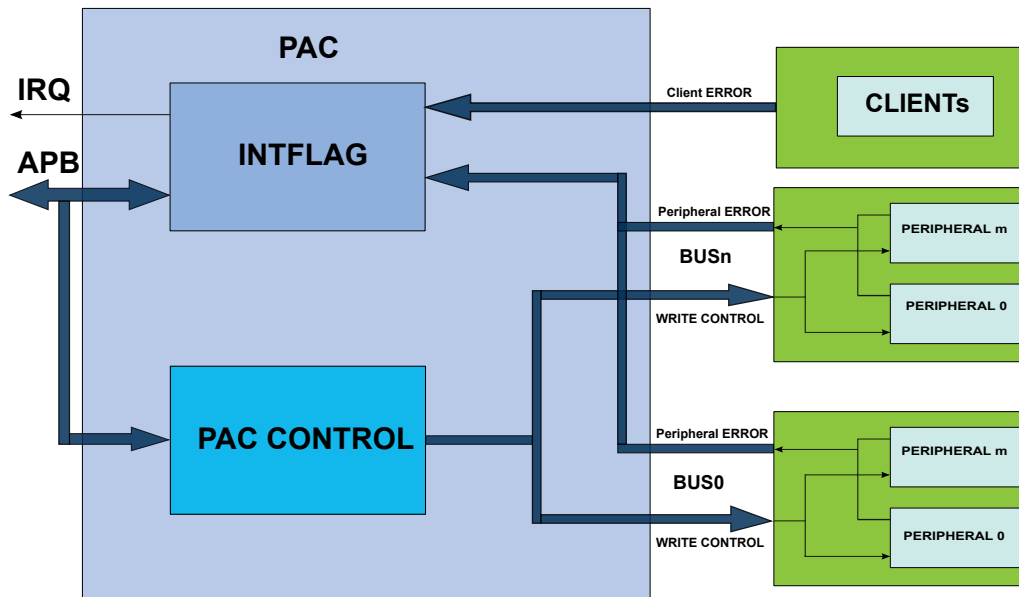 PAC
IRQ
INTFLAG
APB
Client ERROR
CLIENTs
Peripheral ERROR
BUSn
WRITE CONTROL
PERIPHERAL m
PERIPHERAL 0
PAC CONTROL
Peripheral ERROR
BUS0
WRITE CONTROL
PERIPHERAL m
PERIPHERAL 0